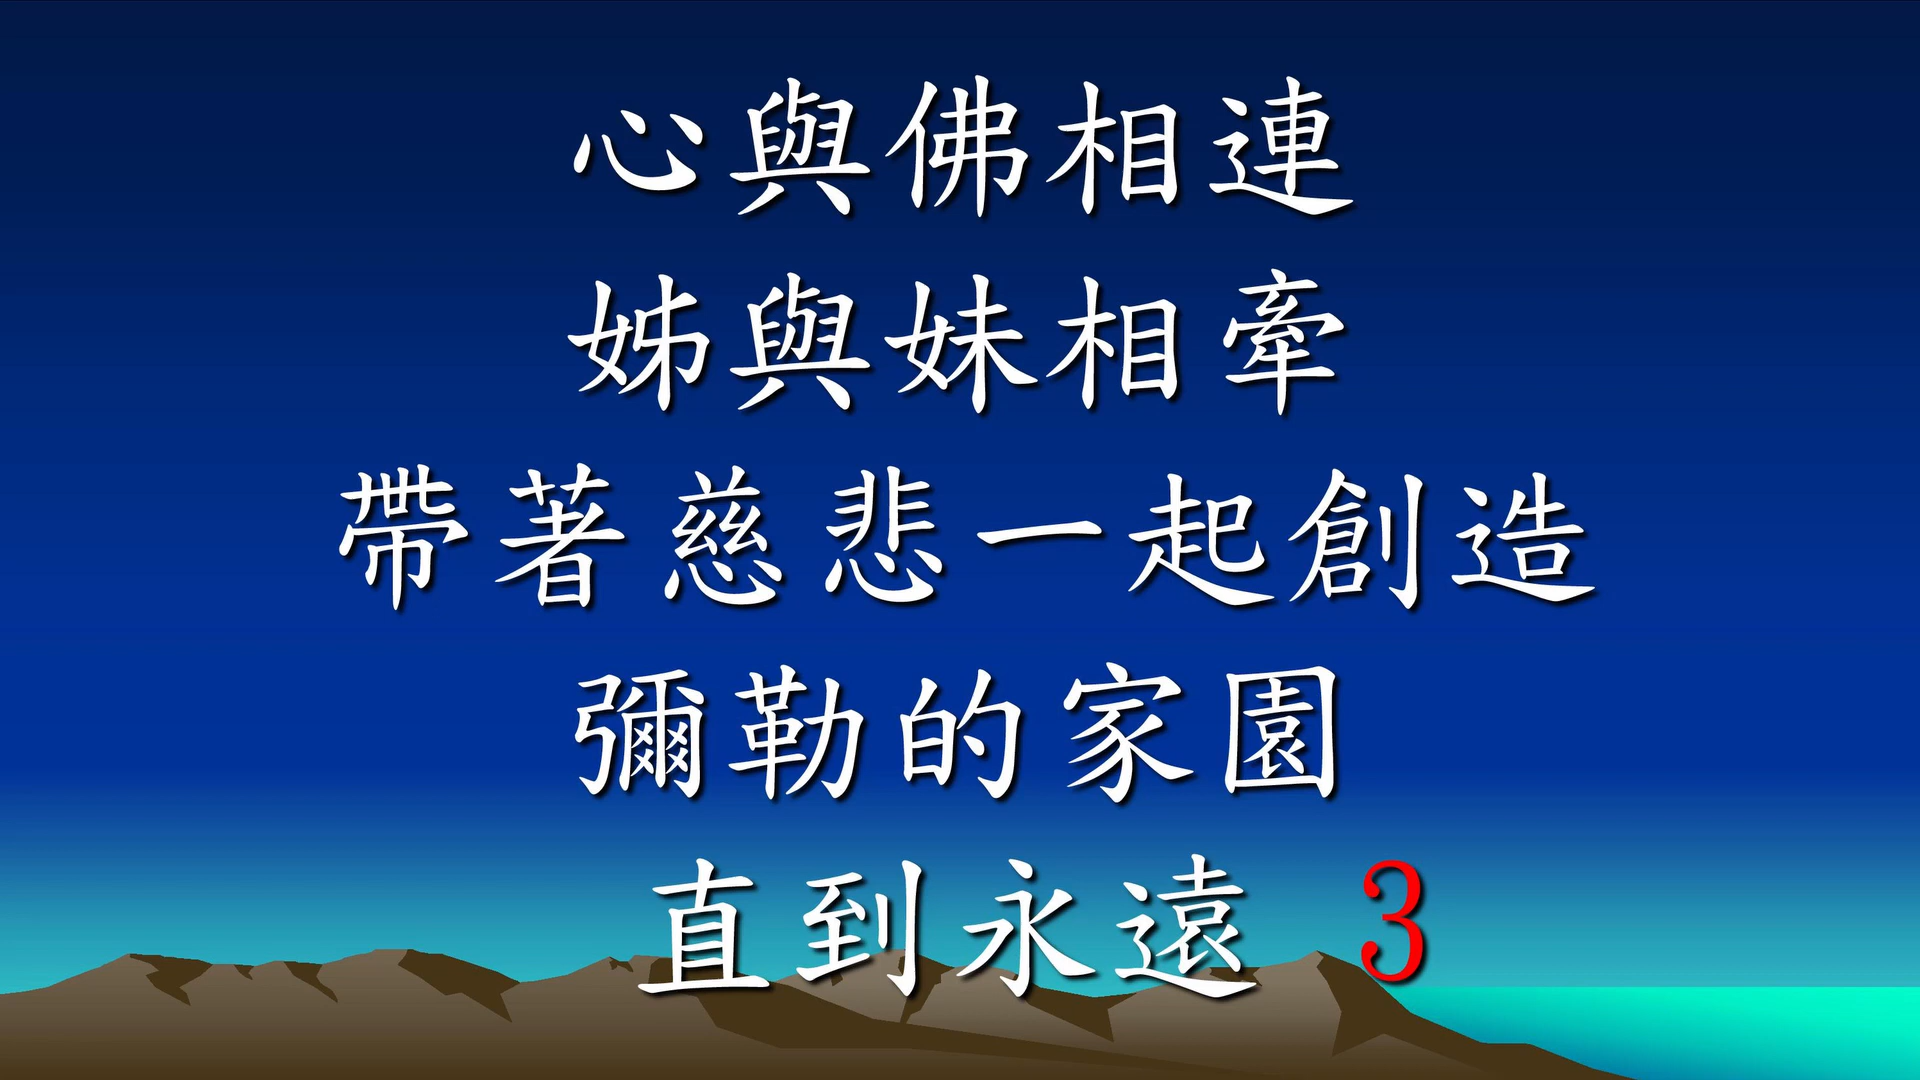 心與佛相連
姊與妹相牽
帶著慈悲一起創造
彌勒的家園
直到永遠 3